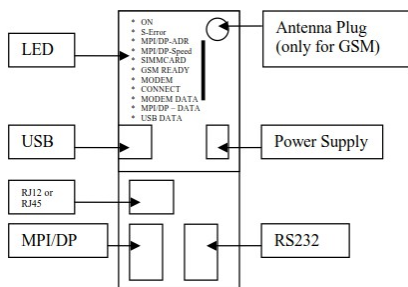 LED
* ON
* S-Error
* MPI/DP-ADR
* MPI/DP-Speed
* SIMMCARD
* GSM READY
* MODEM
* CONNECT
* MODEM DATA
* MPI/DP – DATA
* USB DATA
Antenna Plug
(only for GSM)
USB
Power Supply
RJ12 or
RJ45
MPI/DP
RS232